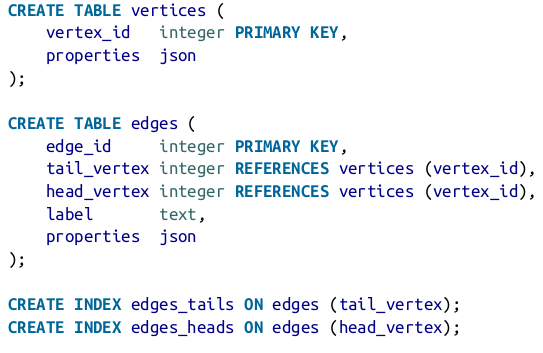 CREATE TABLE vertices (
    vertex_id   integer PRIMARY KEY,
    properties  json
);

CREATE TABLE edges (
    edge_id     integer PRIMARY KEY,
    tail_vertex integer REFERENCES vertices (vertex_id),
    head_vertex integer REFERENCES vertices (vertex_id),
    label       text,
    properties  json
);

CREATE INDEX edges_tails ON edges (tail_vertex);
CREATE INDEX edges_heads ON edges (head_vertex);